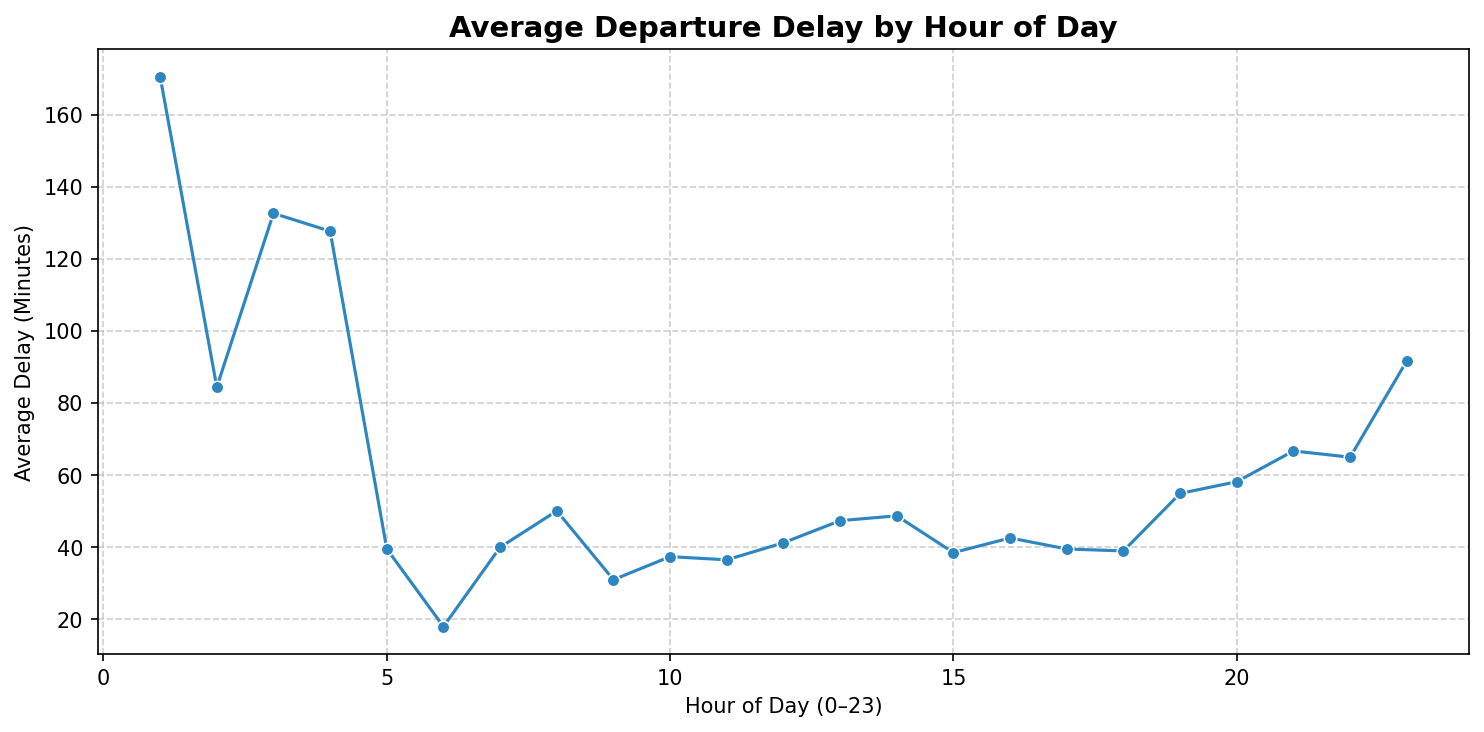 Average Departure Delay by Hour of Day
Average Delay (Minutes)
160
140
120
100
80
60
40
20
0 5 10 15 20
Hour of Day (0–23)